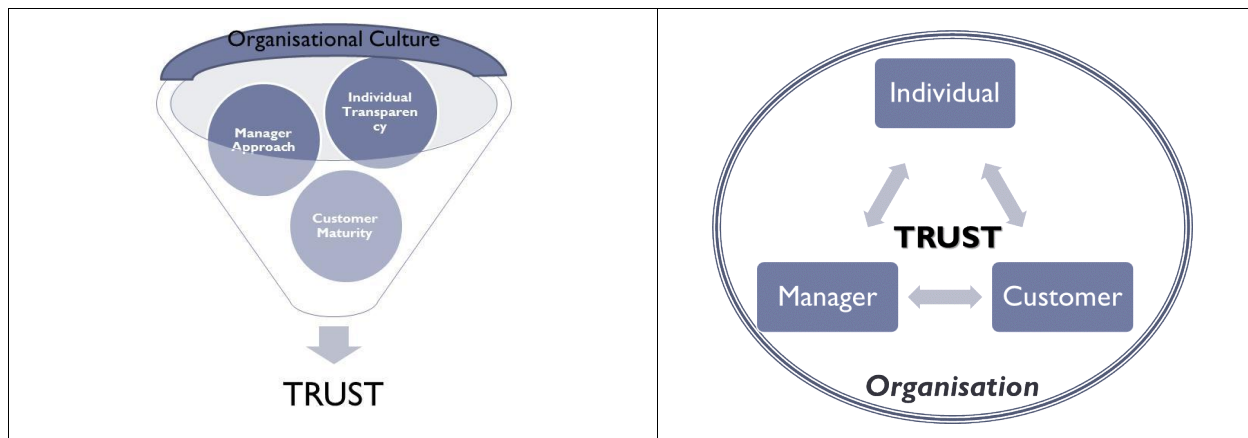 Organisational Culture
Individual
Transparen
cy
Manager
Approach
Customer
Maturity
TRUST
Individual
TRUST
Manager
Customer
Organisation